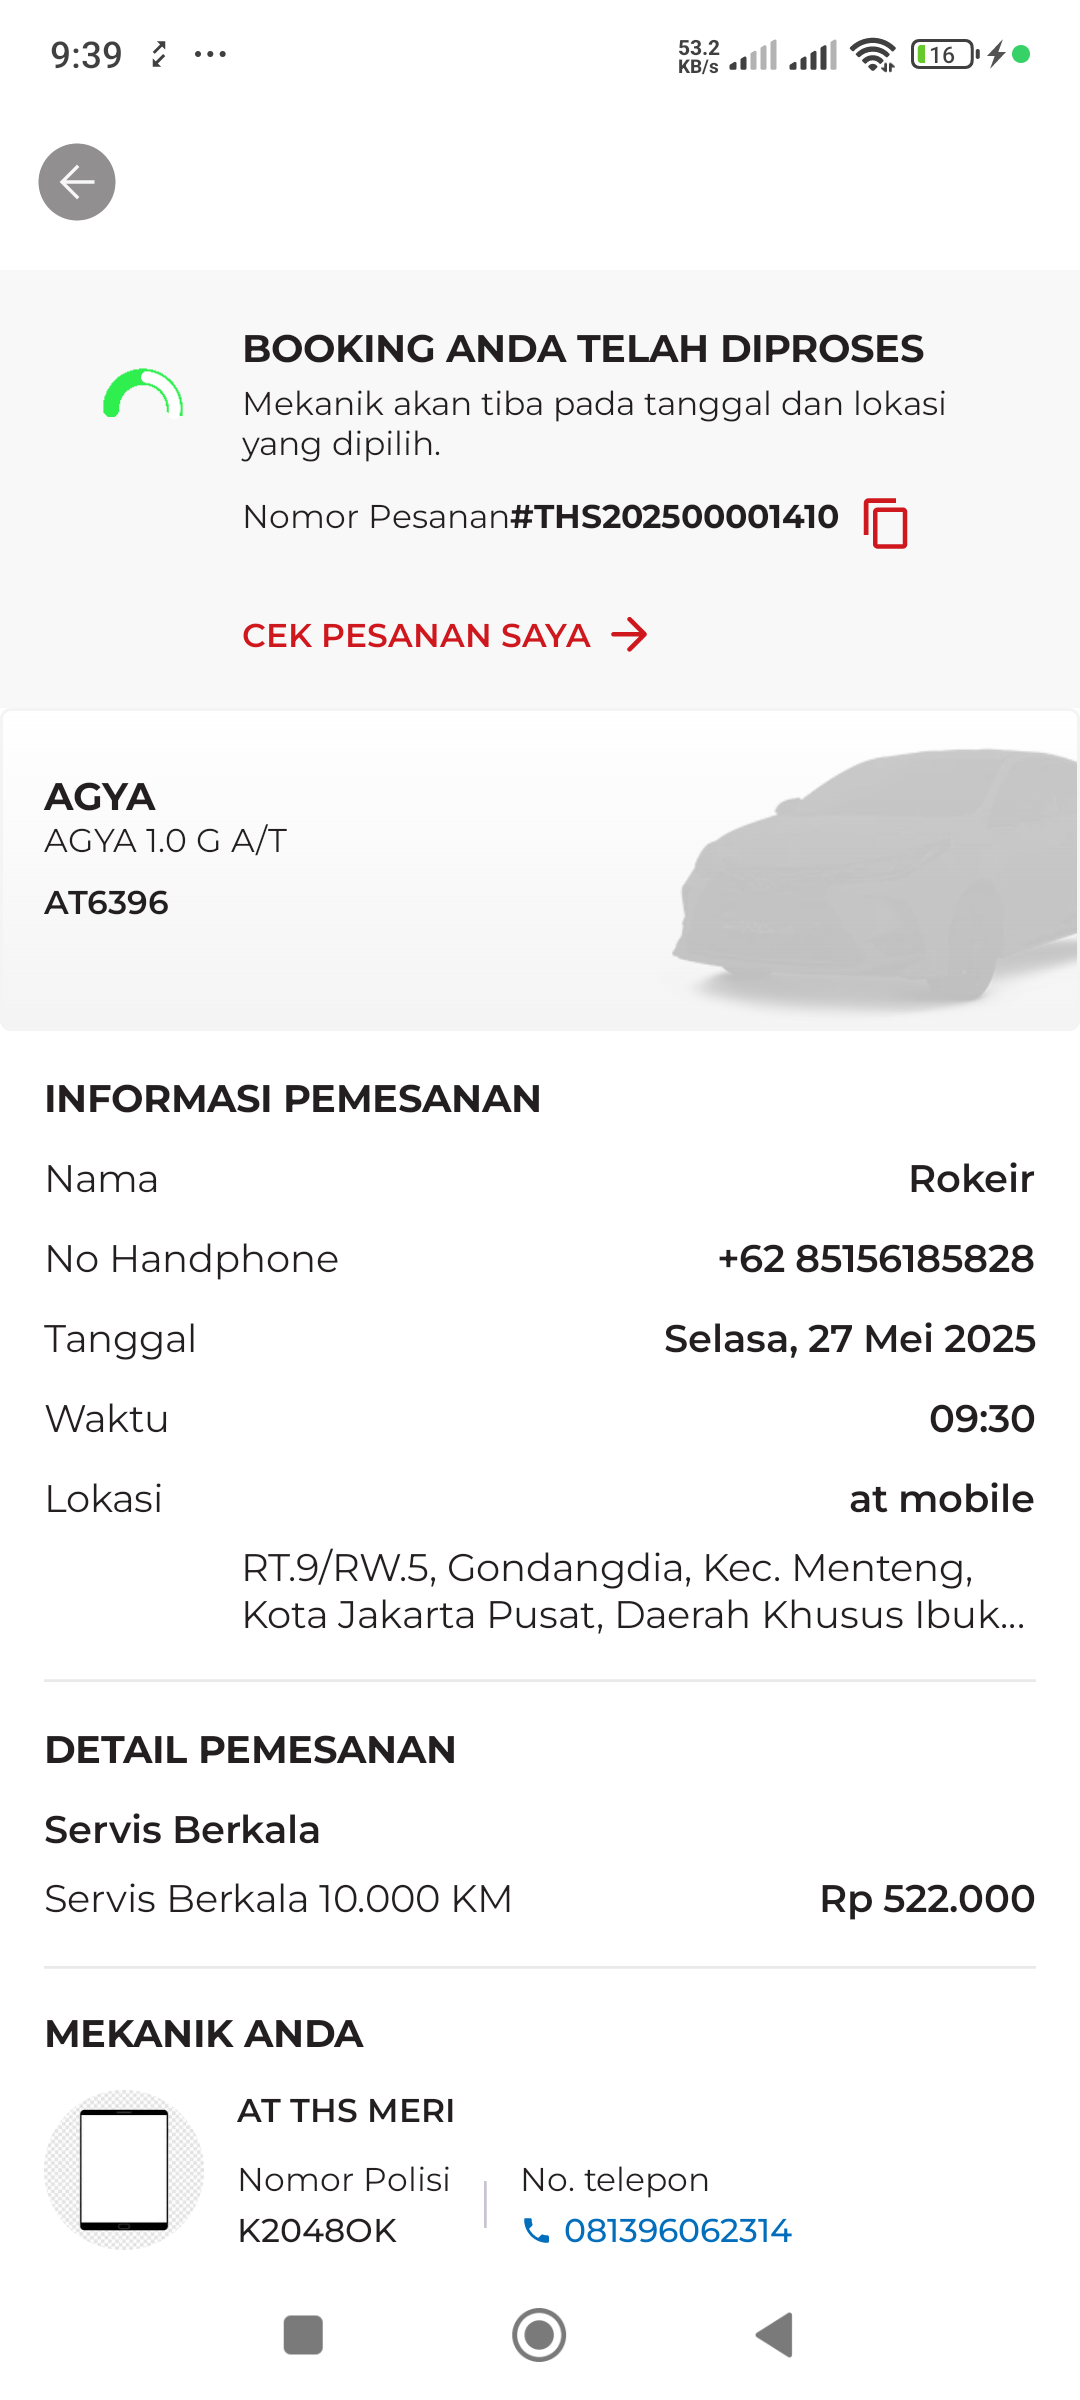 9:39
53.2
KB/s
16
BOOKING ANDA TELAH DIPROSES
Mekanik akan tiba pada tanggal dan lokasi
yang dipilih.
Nomor Pesanan#THS202500001410
CEK PESANAN SAYA
AGYA
AGYA 1.0 G A/T
AT6396
INFORMASI PEMESANAN
Nama Rokeir
No Handphone +62 85156185828
Tanggal Selasa, 27 Mei 2025
Waktu 09:30
Lokasi at mobile
RT.9/RW.5, Gondangdia, Kec. Menteng,
Kota Jakarta Pusat, Daerah Khusus Ibuk...
DETAIL PEMESANAN
Servis Berkala
Servis Berkala 10.000 KM Rp 522.000
MEKANIK ANDA
AT THS MERI
Nomor Polisi No. telepon
K2048OK 081396062314